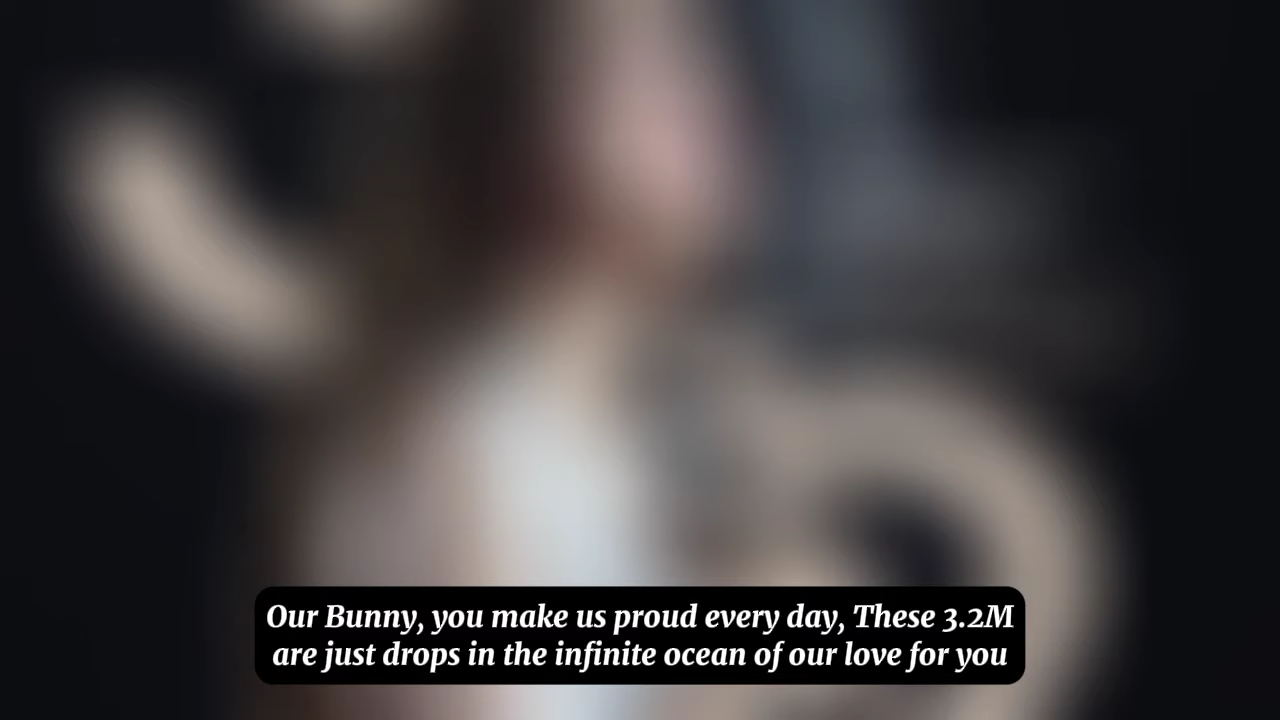 Our Bunny, you make us proud every day, These 3.2M
are just drops in the infinite ocean of our love for you